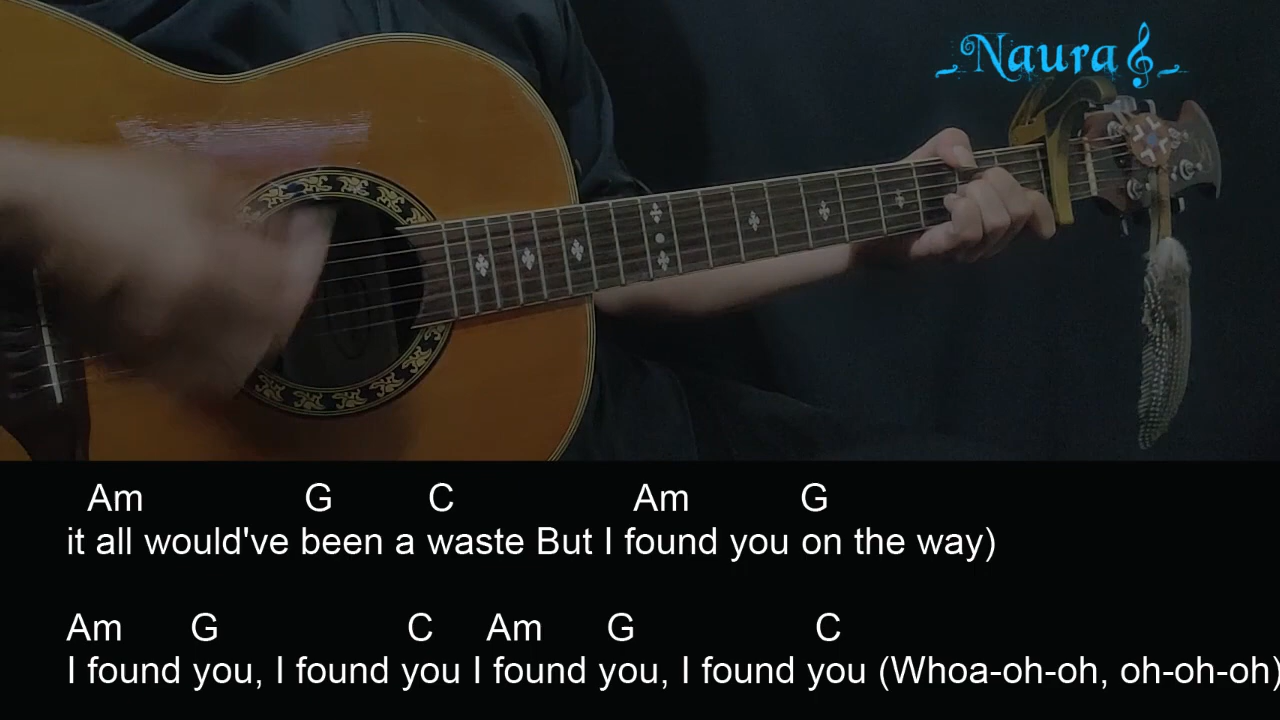 Naura
Am G C Am G
it all would've been a waste But I found you on the way)
Am G C Am G C
I found you, I found you I found you, I found you (Whoa-oh-oh, oh-oh-oh)